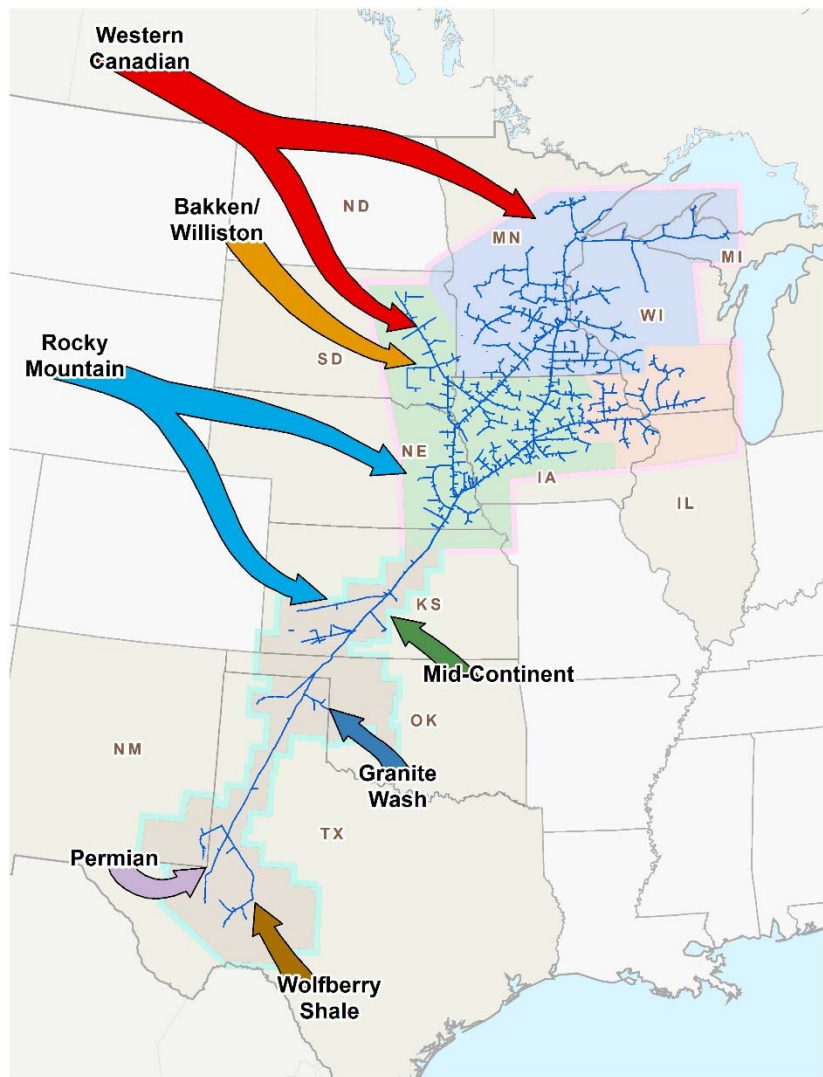 Western
Canadian
Bakken/
Williston
ND
MN
MI
WI
SD
Rocky
Mountain
NE
IA
IL
KS
Mid-Continent
OK
NM
Granite
Wash
TX
Permian
Wolfberry
Shale